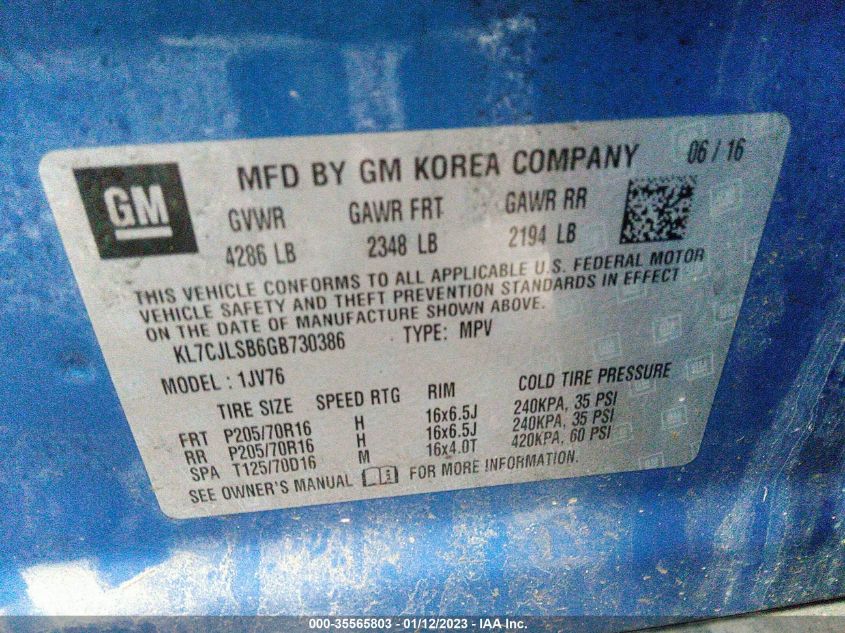 GM
MFD BY GM KOREA COMPANY 06 / 16
GVWR GAWR FRT GAWR RR
4286 LB 2348 LB 2194 LB
THIS VEHICLE CONFORMS TO ALL APPLICABLE U.S. FEDERAL MOTOR
VEHICLE SAFETY AND THEFT PREVENTION STANDARDS IN EFFECT
ON THE DATE OF MANUFACTURE SHOWN ABOVE.
KL7CJLSB6GB730386 TYPE: MPV
MODEL : 1JV76
TIRE SIZE SPEED RTG RIM COLD TIRE PRESSURE
FRT P205/70R16 H 16x6.5J 240KPA, 35 PSI
RR P205/70R16 H 16x6.5J 240KPA, 35 PSI
SPA T125/70D16 M 16x4.0T 420KPA, 60 PSI
SEE OWNER'S MANUAL FOR MORE INFORMATION.
000-35565803 - 01/12/2023 - IAA Inc.